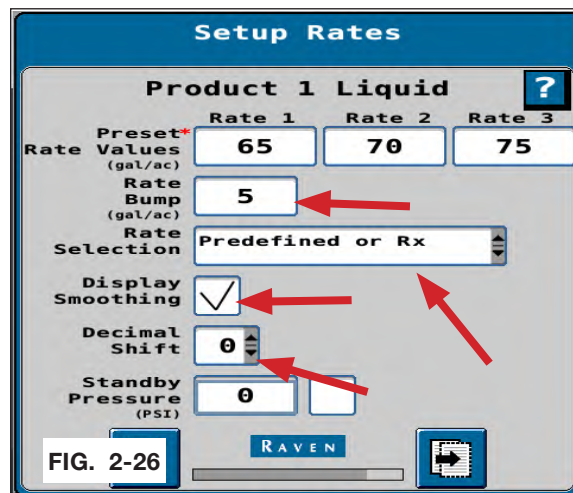 Setup Rates
Product 1 Liquid ?
Rate 1 Rate 2 Rate 3
Preset*
Rate Values 65 70 75
(gal/ac)
Rate
Bump 5
(gal/ac)
Rate
Selection Predefined or Rx
Display
Smoothing
Decimal
Shift 0
Standby
Pressure 0
(PSI)
RAVEN
FIG. 2-26